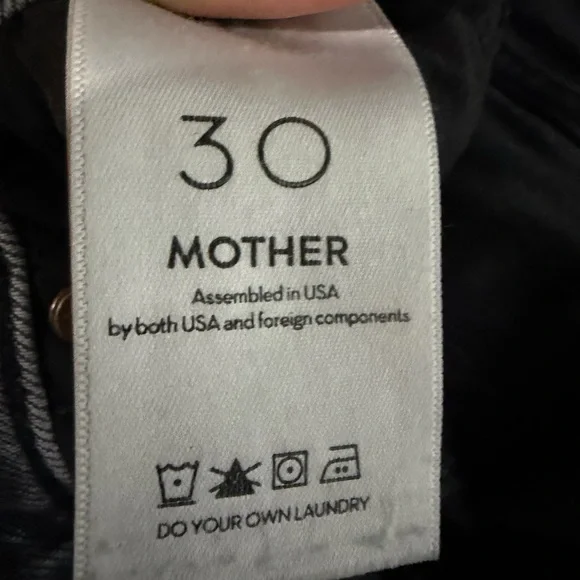 30
MOTHER
Assembled in USA
by both USA and foreign components
DO YOUR OWN LAUNDRY